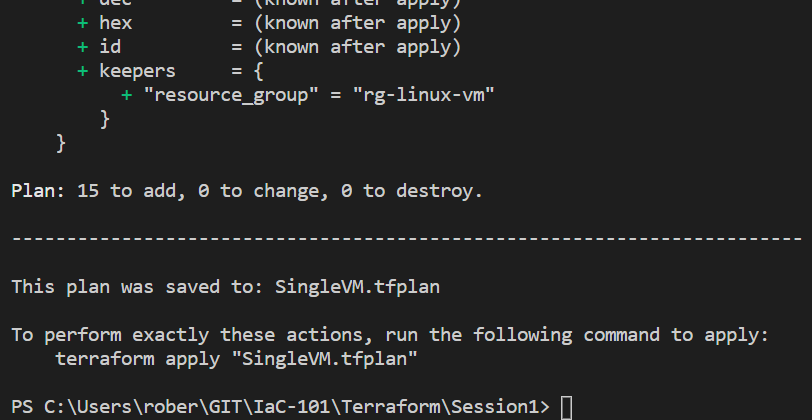 + dec = (known after apply)
+ hex = (known after apply)
+ id = (known after apply)
+ keepers = {
+ "resource_group" = "rg-linux-vm"
}
}
Plan: 15 to add, 0 to change, 0 to destroy.
------------------------------------------------------------------------
This plan was saved to: SingleVM.tfplan
To perform exactly these actions, run the following command to apply:
terraform apply "SingleVM.tfplan"
PS C:\Users\rober\GIT\IaC-101\Terraform\Session1>